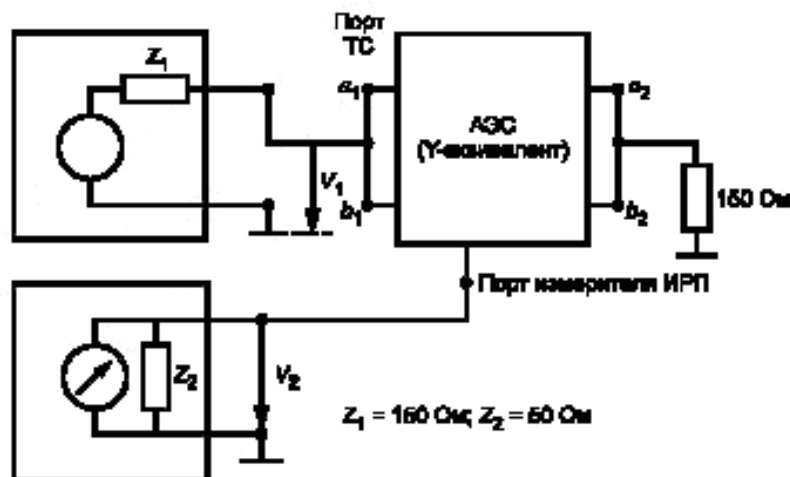 Порт
ТС
Z1
a1
a2
АЭС
(Y-эквивалент)
V1
b1
b2
150 Ом
Порт измерителя ИРП
Z2
V2
Z1 = 150 Ом; Z2 = 50 Ом